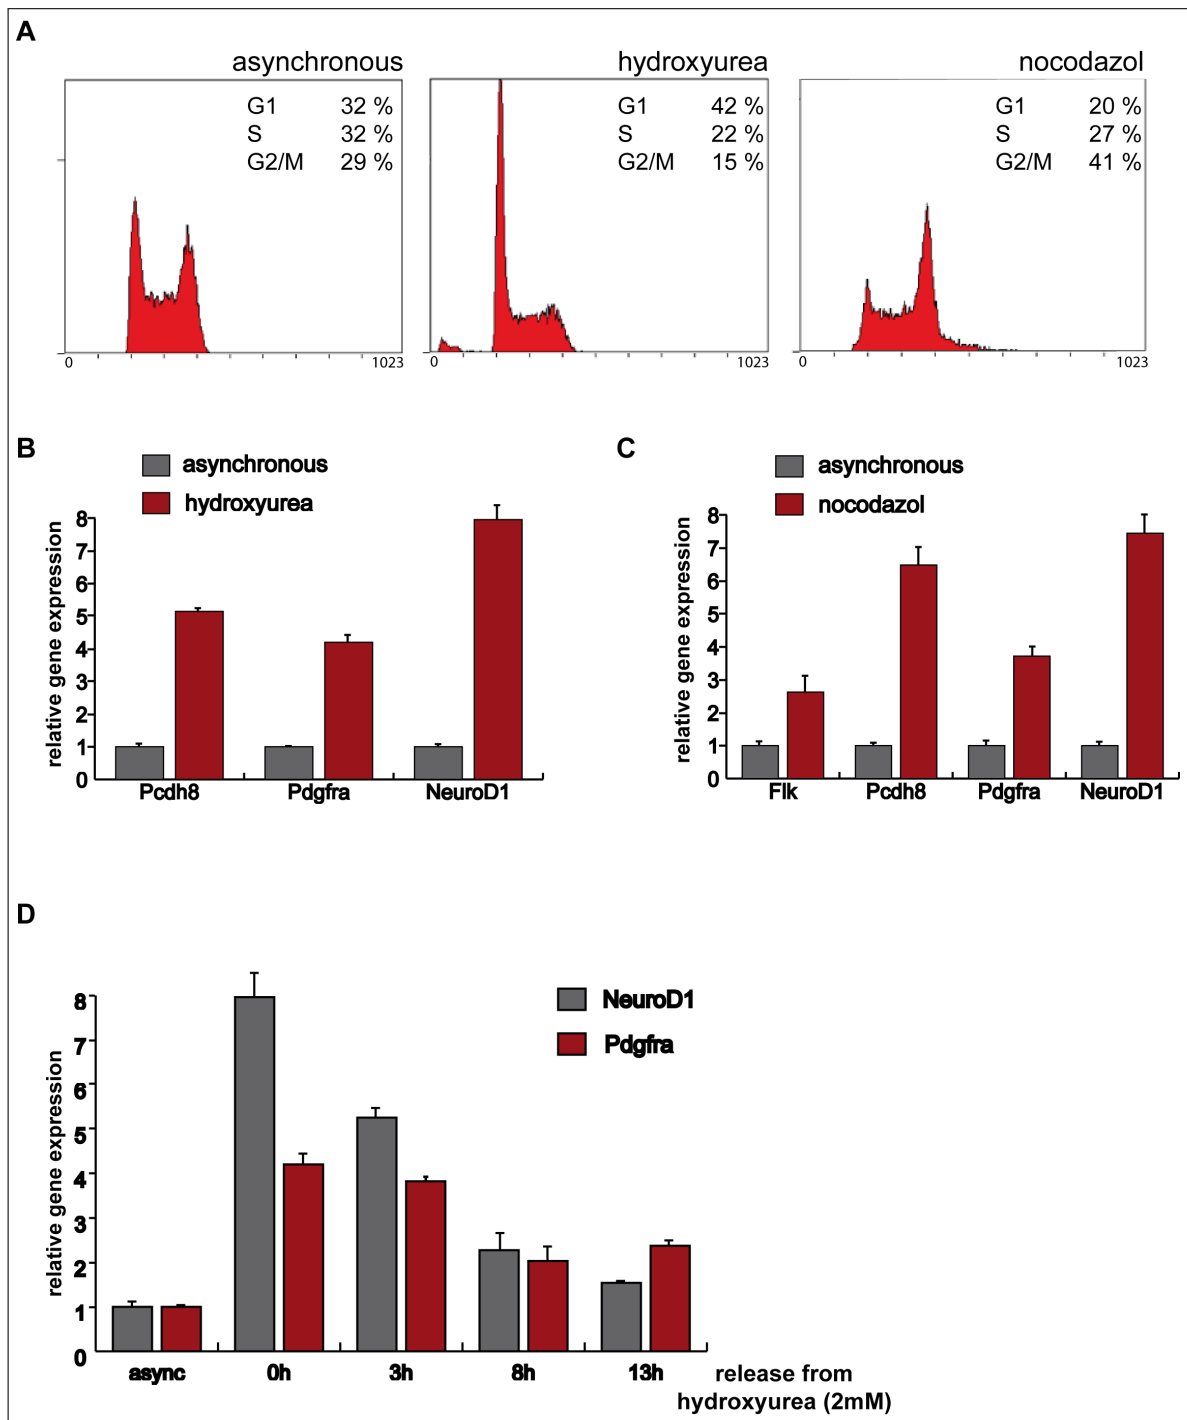 A
asynchronous
G1 32 %
S 32 %
G2/M 29 %
0 1023
hydroxyurea
G1 42 %
S 22 %
G2/M 15 %
0 1023
nocodazol
G1 20 %
S 27 %
G2/M 41 %
0 1023
B
asynchronous
hydroxyurea
relative gene expression
8
7
6
5
4
3
2
1
0
Pcdh8 Pdgfra NeuroD1
C
asynchronous
nocodazol
relative gene expression
8
7
6
5
4
3
2
1
0
Flk Pcdh8 Pdgfra NeuroD1
D
NeuroD1
Pdgfra
relative gene expression
8
7
6
5
4
3
2
1
0
async 0h 3h 8h 13h release from
hydroxyurea (2mM)